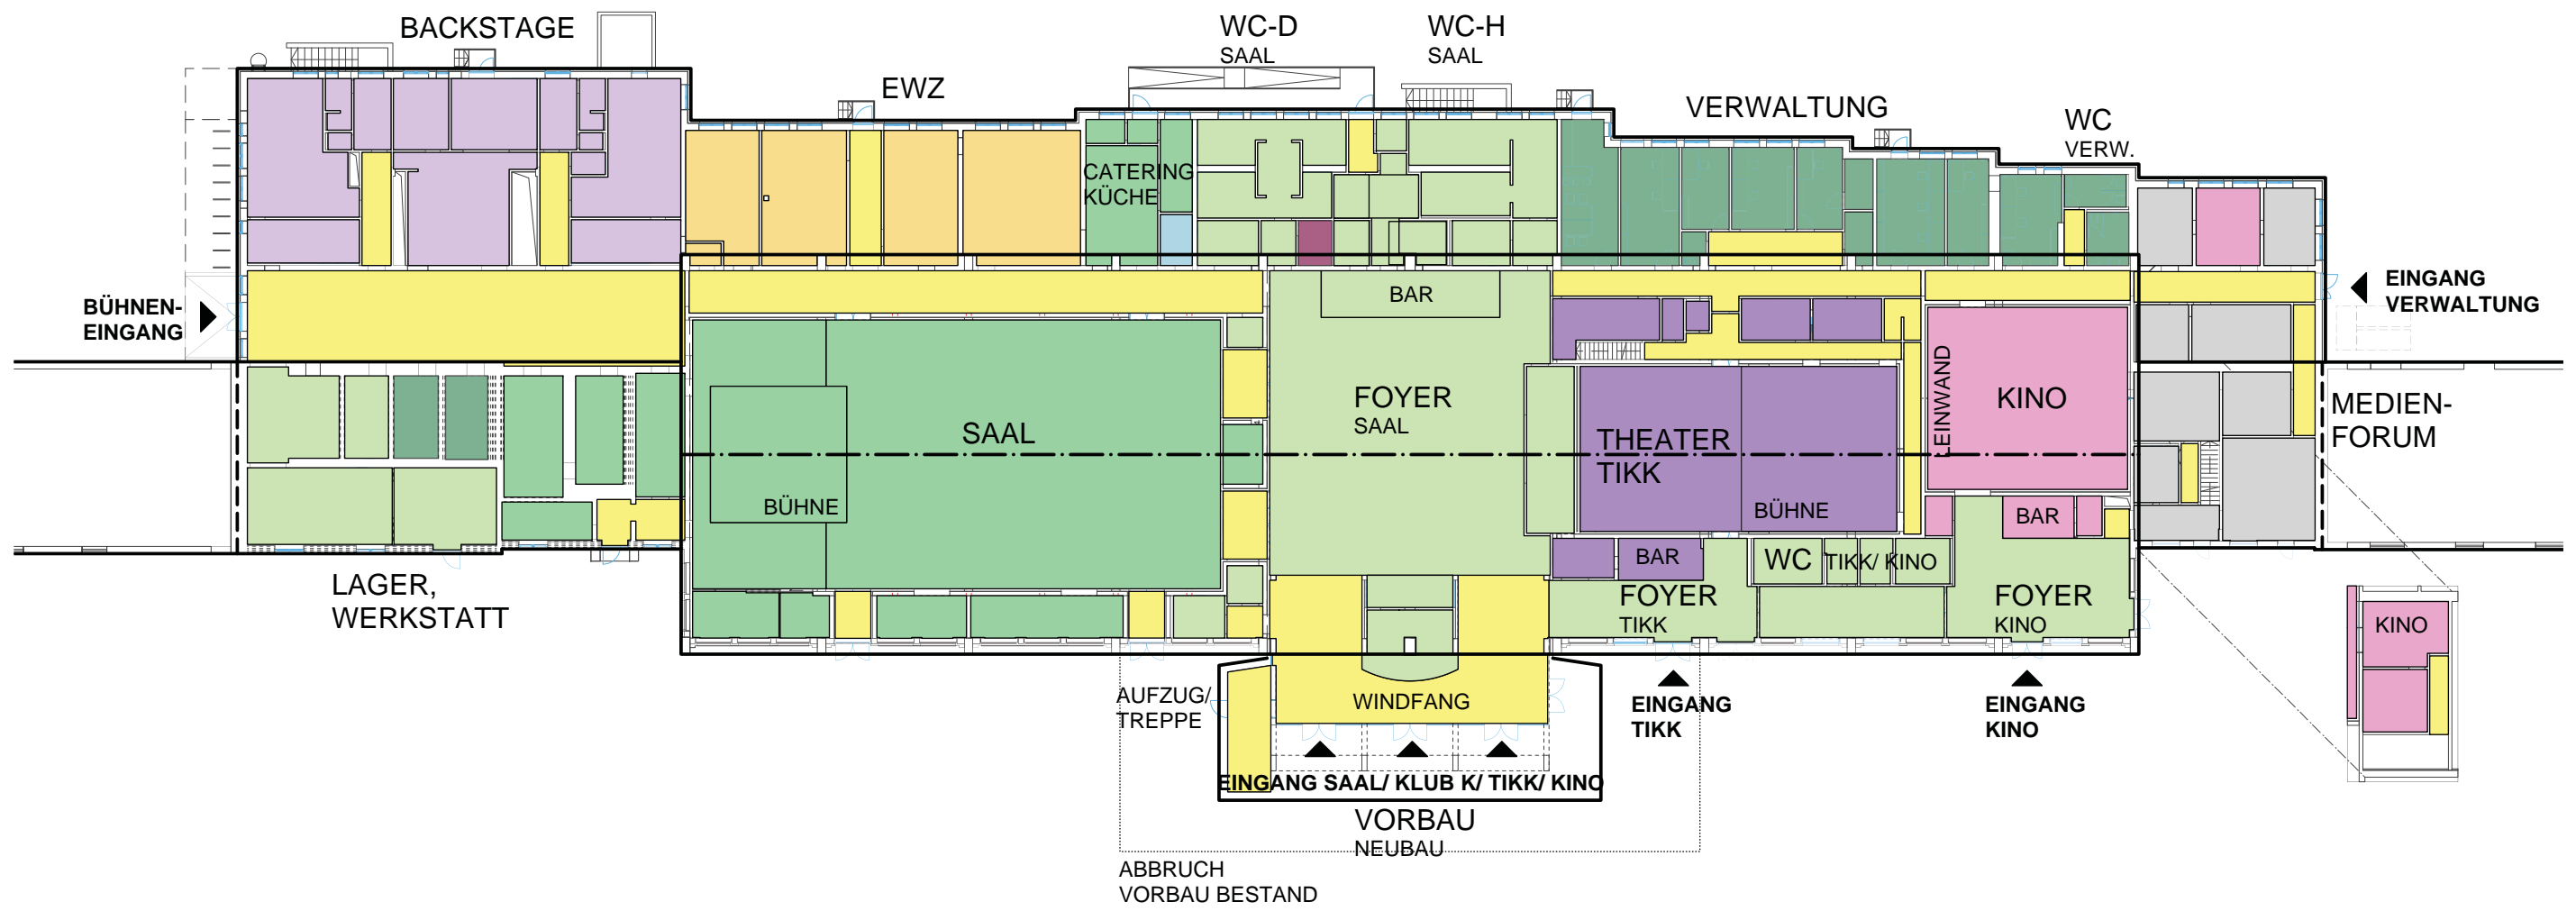 BACKSTAGE
WC-D
SAAL
WC-H
SAAL
EWZ
VERWALTUNG
WC
VERW.
CATERING
KÜCHE
BÜHNEN-
EINGANG
BAR
EINGANG
VERWALTUNG
SAAL
BÜHNE
FOYER
SAAL
THEATER
TIKK
BÜHNE
LEINWAND
KINO
MEDIEN-
FORUM
BAR
BAR
WC
TIKK/ KINO
LAGER,
WERKSTATT
FOYER
TIKK
FOYER
KINO
KINO
AUFZUG/
TREPPE
WINDFANG
EINGANG
TIKK
EINGANG
KINO
EINGANG SAAL/ KLUB K/ TIKK/ KINO
VORBAU
NEUBAU
ABBRUCH
VORBAU BESTAND